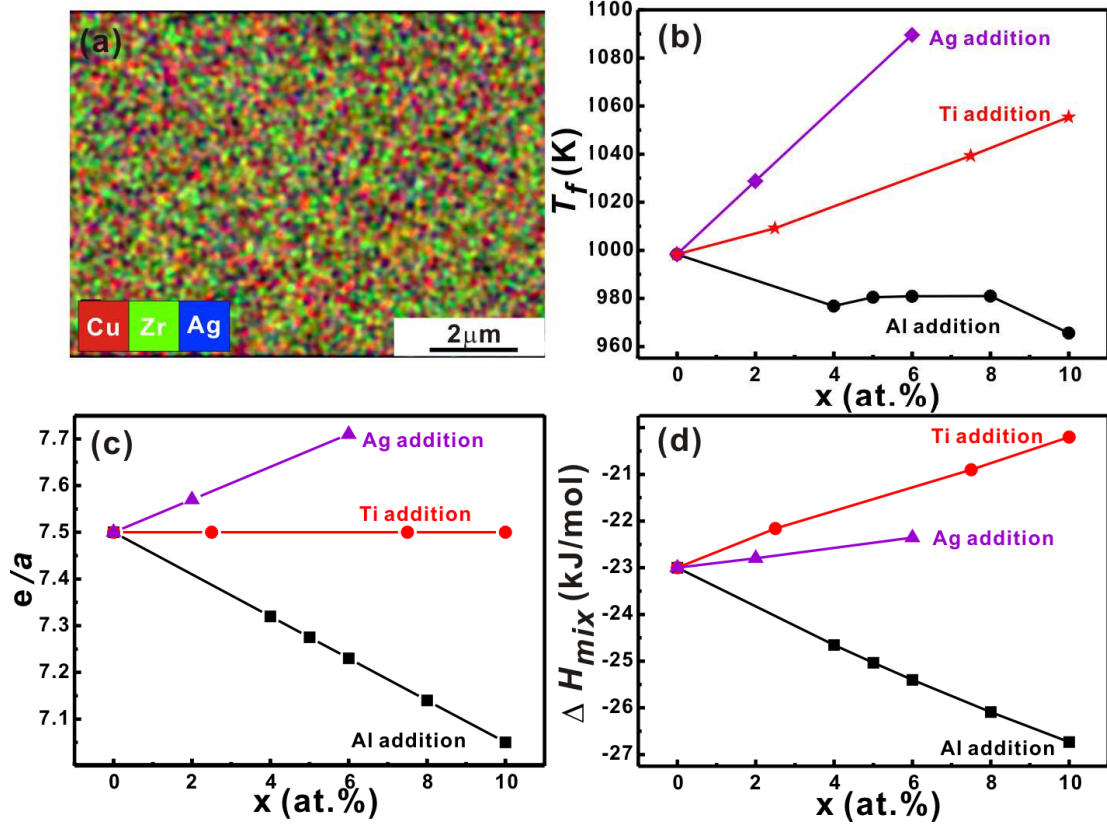 (a)
Cu Zr Ag
2μm
(b)
1100
1080
1060
1040
1020
1000
980
960
T_f (K)
Ag addition
Ti addition
Al addition
0 2 4 6 8 10
x (at.%)
(c)
7.7
7.6
7.5
7.4
7.3
7.2
7.1
e/a
Ag addition
Ti addition
Al addition
0 2 4 6 8 10
x (at.%)
(d)
-21
-22
-23
-24
-25
-26
-27
Δ H_mix (kJ/mol)
Ti addition
Ag addition
Al addition
0 2 4 6 8 10
x (at.%)